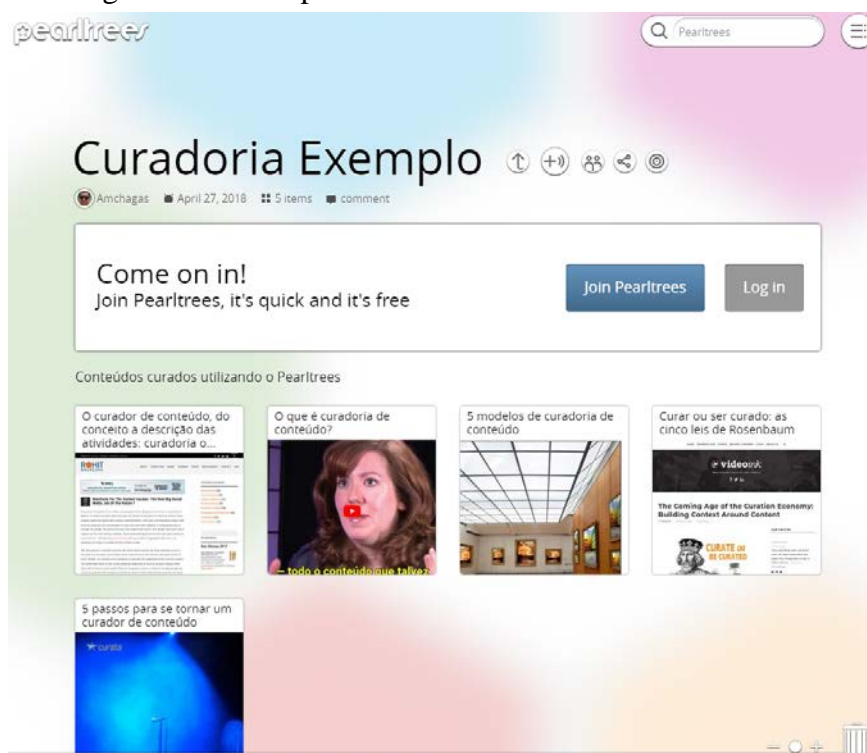 pearltrees
Pearltrees
Curadoria Exemplo
Amchagas April 27, 2018 5 items comment
Come on in!
Join Pearltrees, it's quick and it's free
Join Pearltrees
Log in
Conteúdos curados utilizando o Pearltrees
O curador de conteúdo, do
conceito a descrição das
atividades: curadoria o...
ROHIT
O que é curadoria de
conteúdo?
– todo o conteúdo que talvez
5 modelos de curadoria de
conteúdo
Curar ou ser curado: as
cinco leis de Rosenbaum
videoink
The Coming Age of the Curation Economy:
Building Context Around Content
CURATE OR
BE CURATED
5 passos para se tornar um
curador de conteúdo
curata